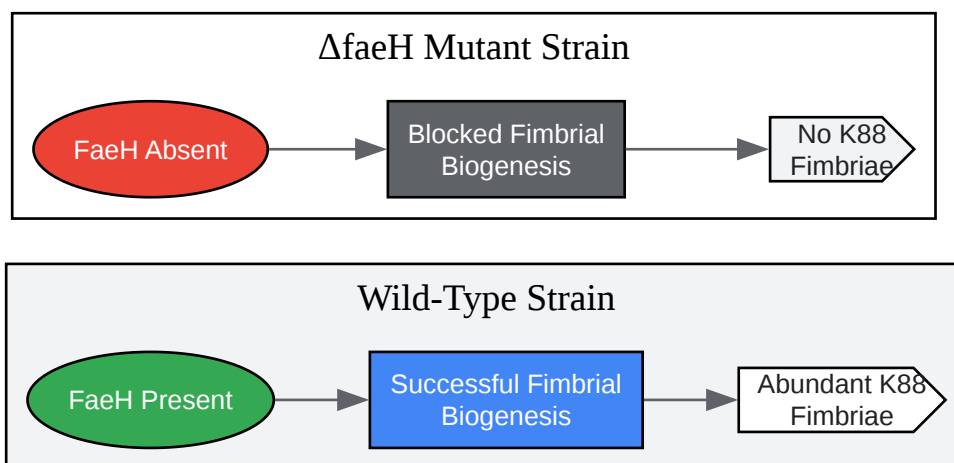 ΔfaeH Mutant Strain
FaeH Absent
Blocked Fimbrial
Biogenesis
No K88
Fimbriae
Wild-Type Strain
FaeH Present
Successful Fimbrial
Biogenesis
Abundant K88
Fimbriae